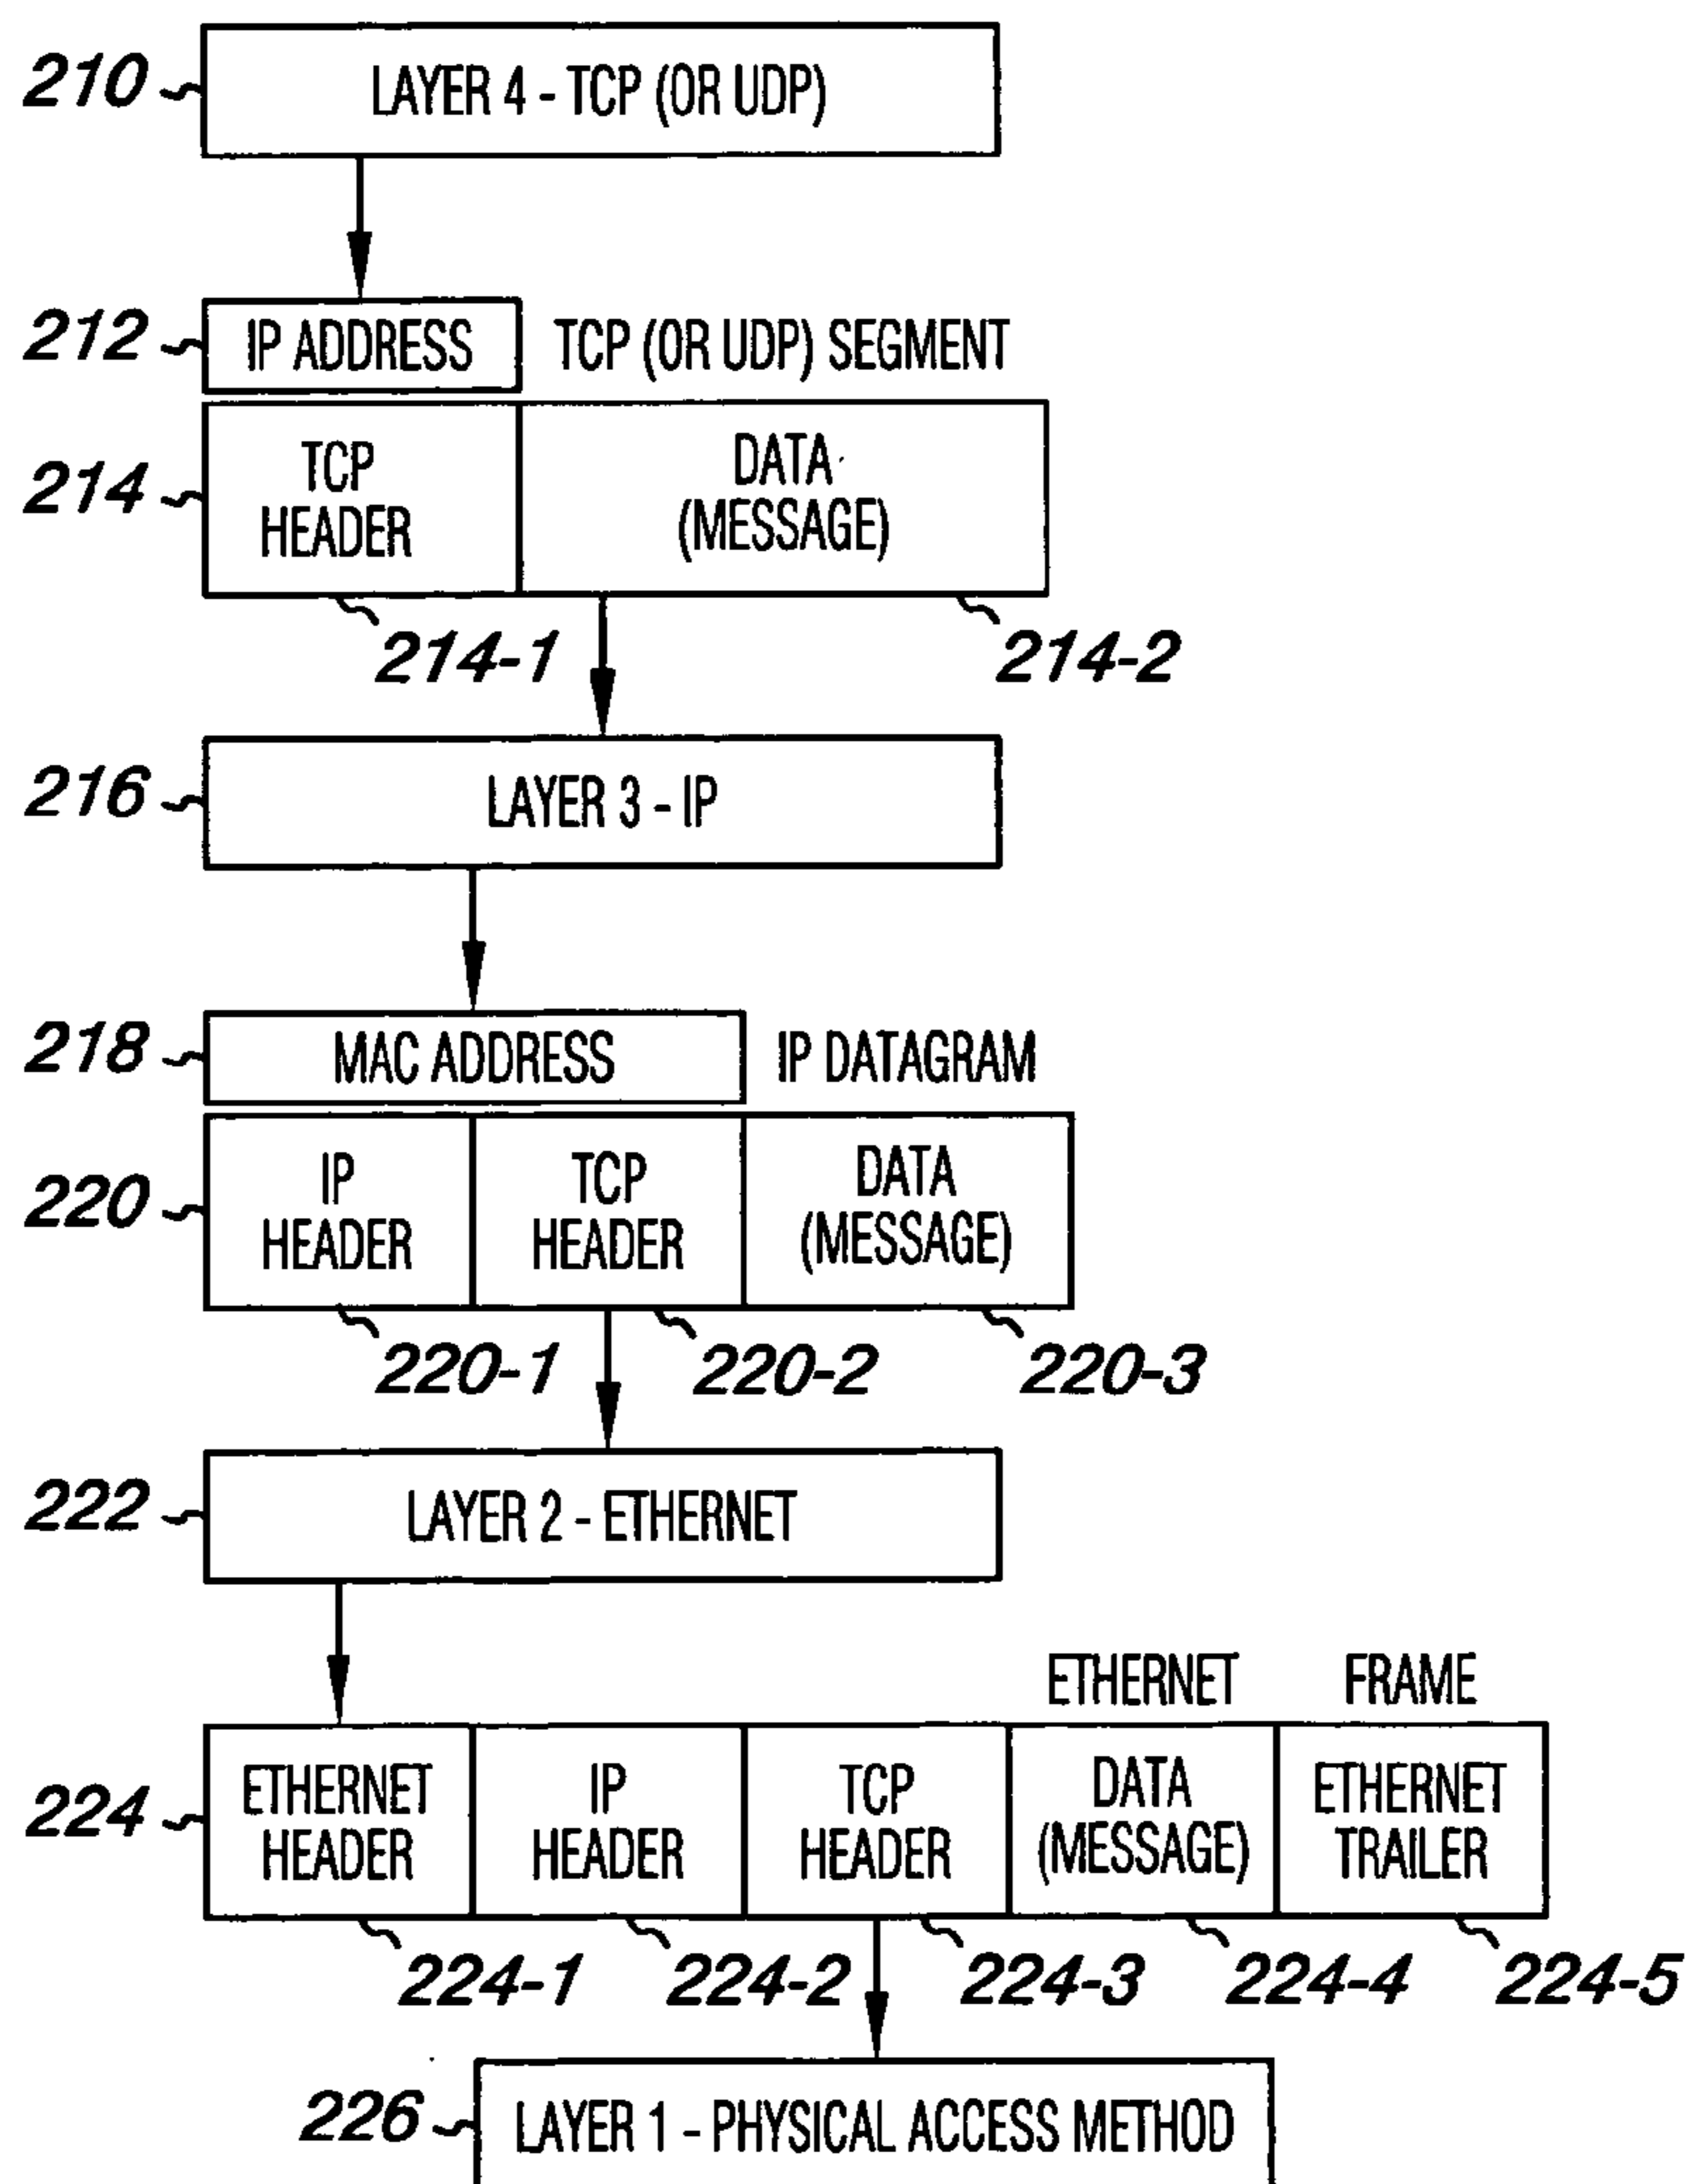 210 LAYER 4 - TCP (OR UDP)
212 IP ADDRESS TCP (OR UDP) SEGMENT
214 TCP HEADER DATA (MESSAGE)
214-1 214-2
216 LAYER 3 - IP
218 MAC ADDRESS IP DATAGRAM
220 IP HEADER TCP HEADER DATA (MESSAGE)
220-1 220-2 220-3
222 LAYER 2 - ETHERNET
ETHERNET FRAME
224 ETHERNET HEADER IP HEADER TCP HEADER DATA (MESSAGE) ETHERNET TRAILER
224-1 224-2 224-3 224-4 224-5
226 LAYER 1 - PHYSICAL ACCESS METHOD